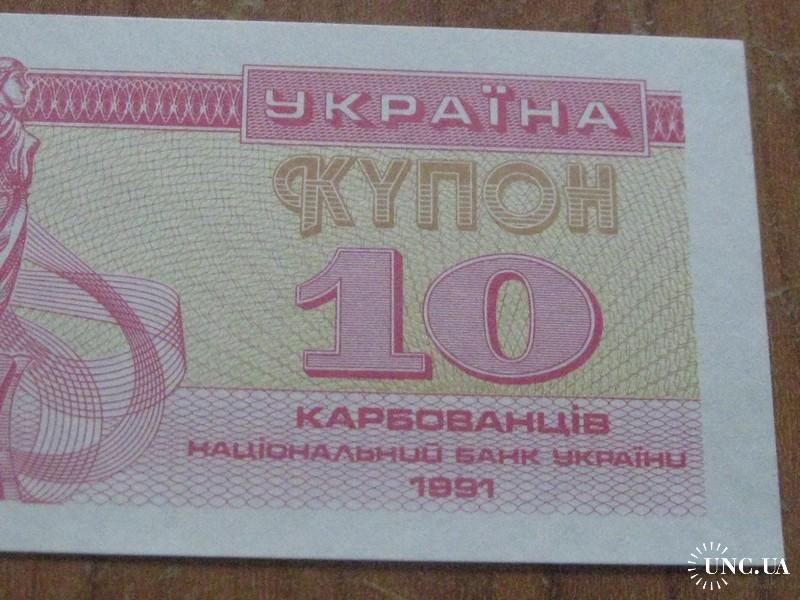 УКРАЇНА
КУПОН
10
КАРБОВАНЦІВ
НАЦІОНАЛЬНИЙ БАНК УКРАЇНИ
1991
UNC.UA